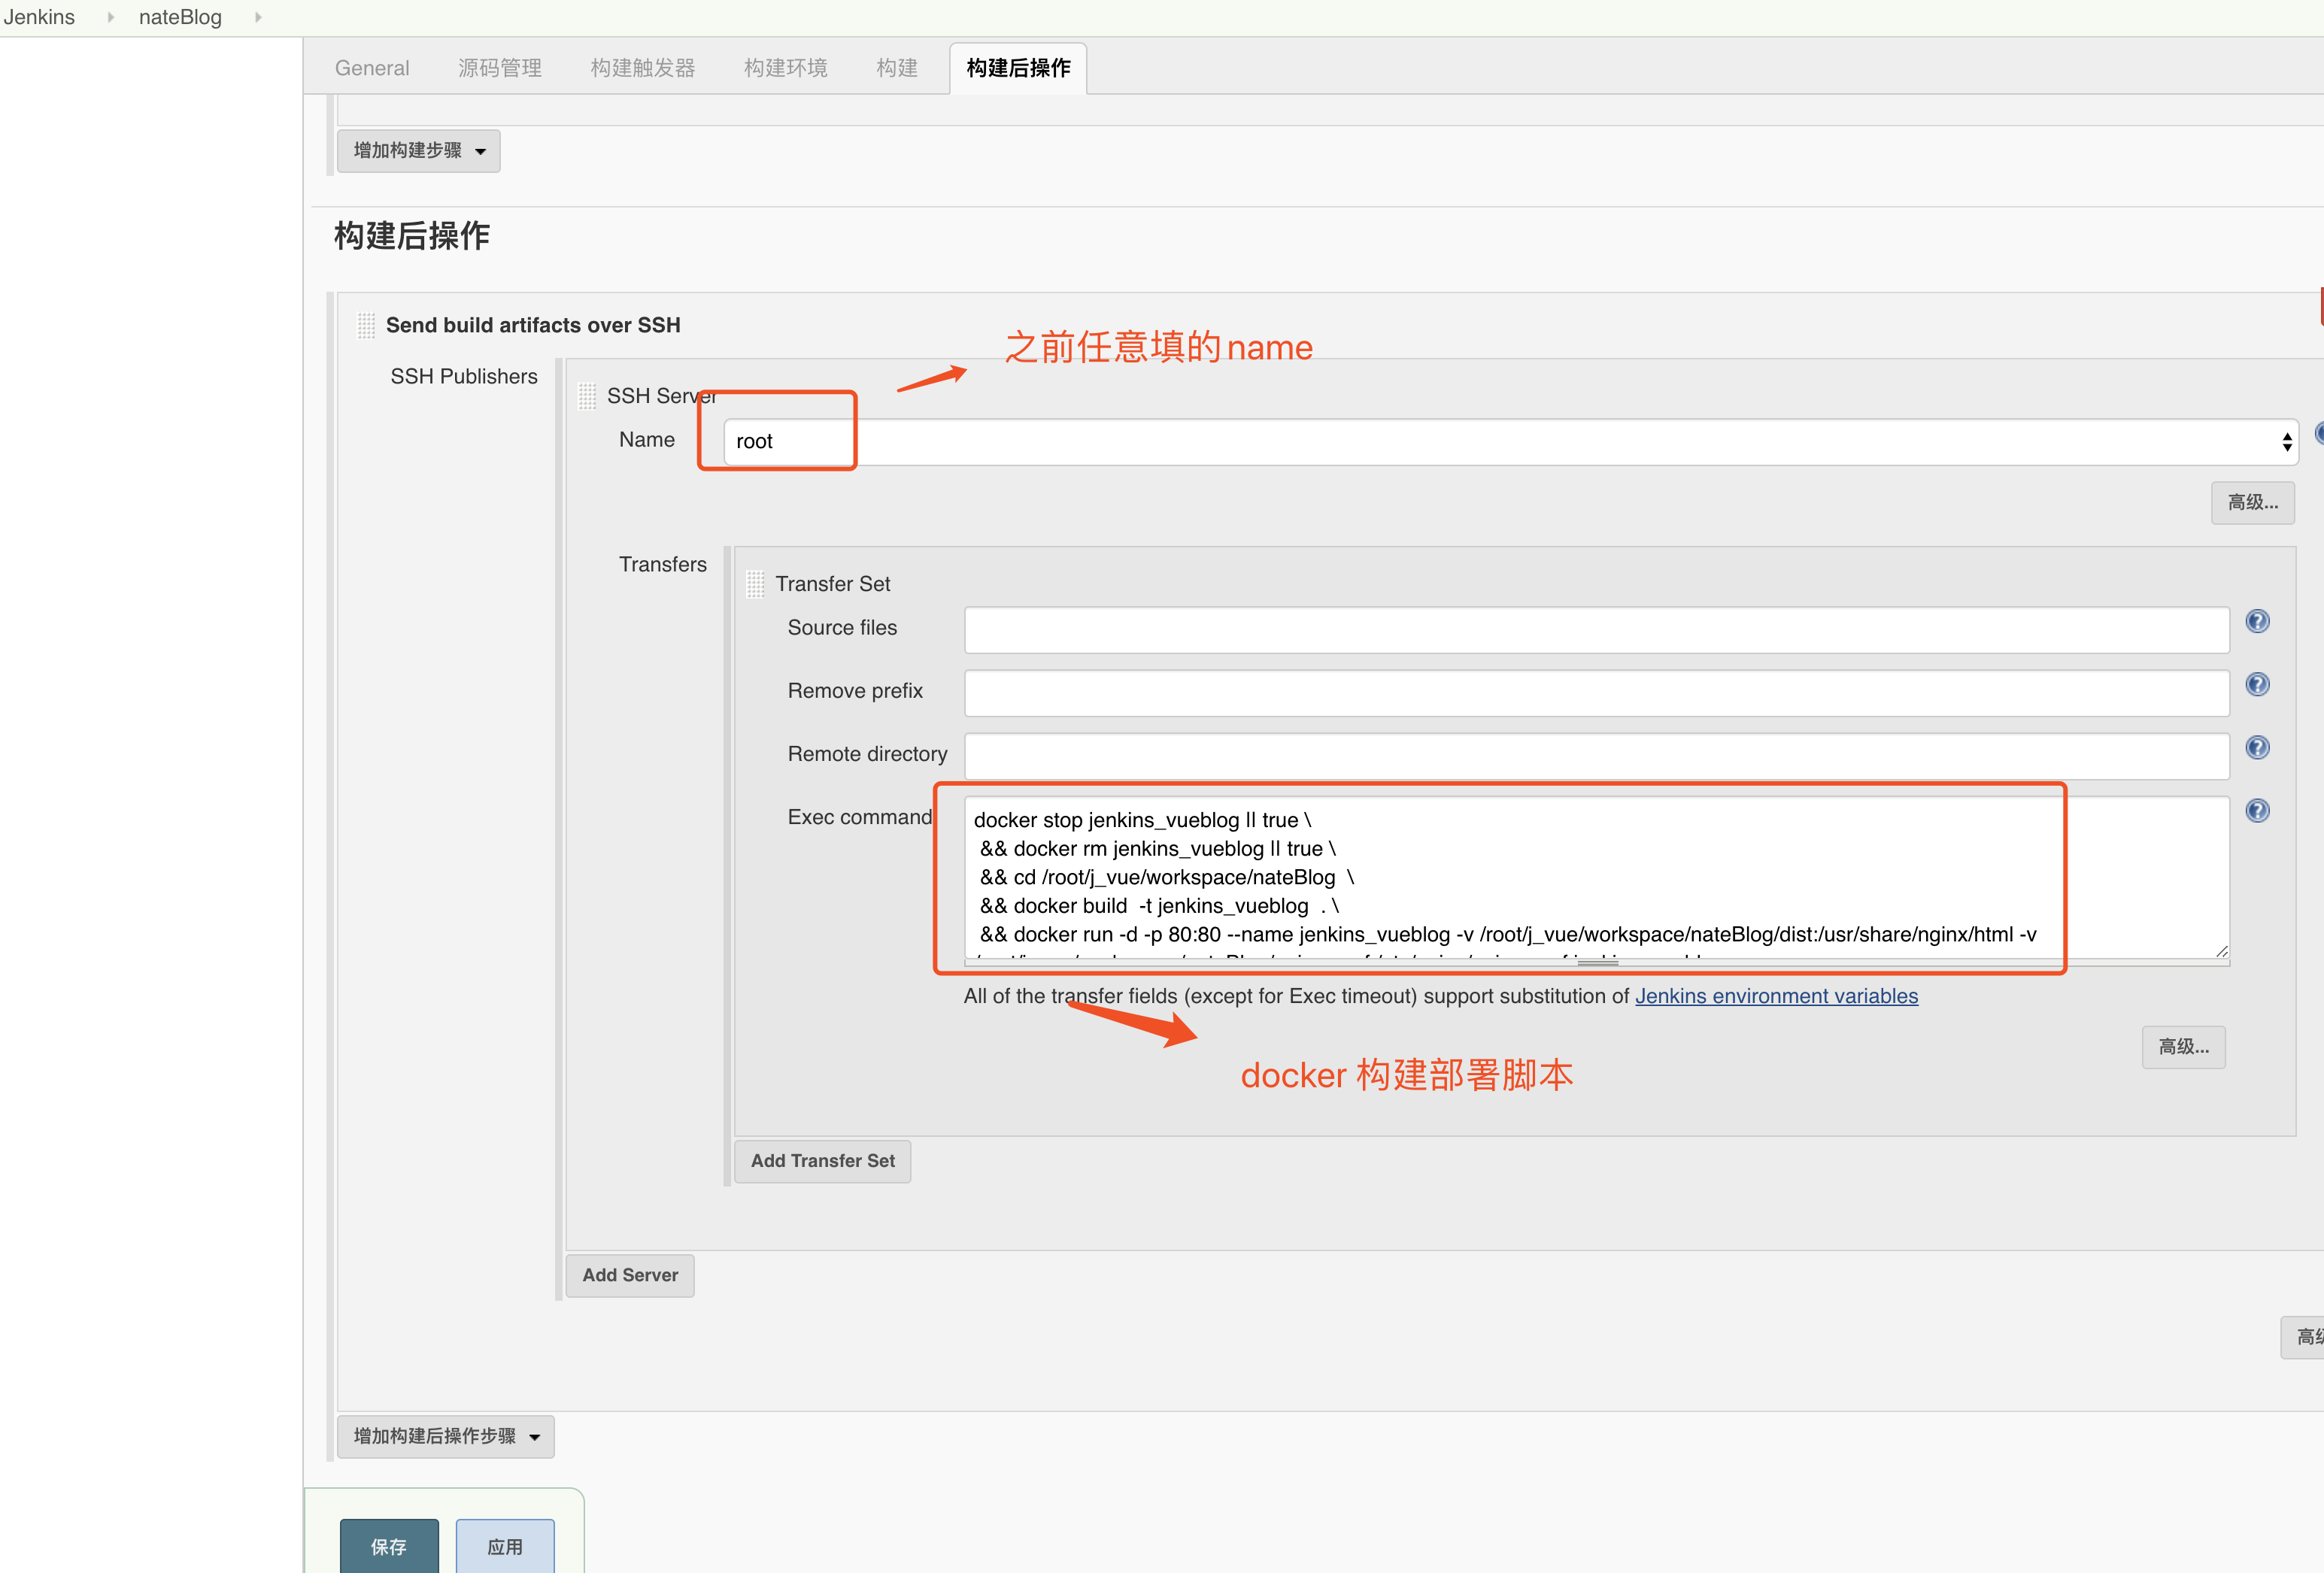 Jenkins nateBlog
General 源码管理 构建触发器 构建环境 构建 构建后操作
增加构建步骤
构建后操作
Send build artifacts over SSH
之前任意填的name
SSH Publishers
SSH Server
Name root
高级...
Transfers
Transfer Set
Source files
Remove prefix
Remote directory
Exec command
docker stop jenkins_vueblog || true \
&& docker rm jenkins_vueblog || true \
&& cd /root/j_vue/workspace/nateBlog \
&& docker build -t jenkins_vueblog . \
&& docker run -d -p 80:80 --name jenkins_vueblog -v /root/j_vue/workspace/nateBlog/dist:/usr/share/nginx/html -v
All of the transfer fields (except for Exec timeout) support substitution of Jenkins environment variables
高级...
docker 构建部署脚本
Add Transfer Set
Add Server
高级
增加构建后操作步骤
保存 应用